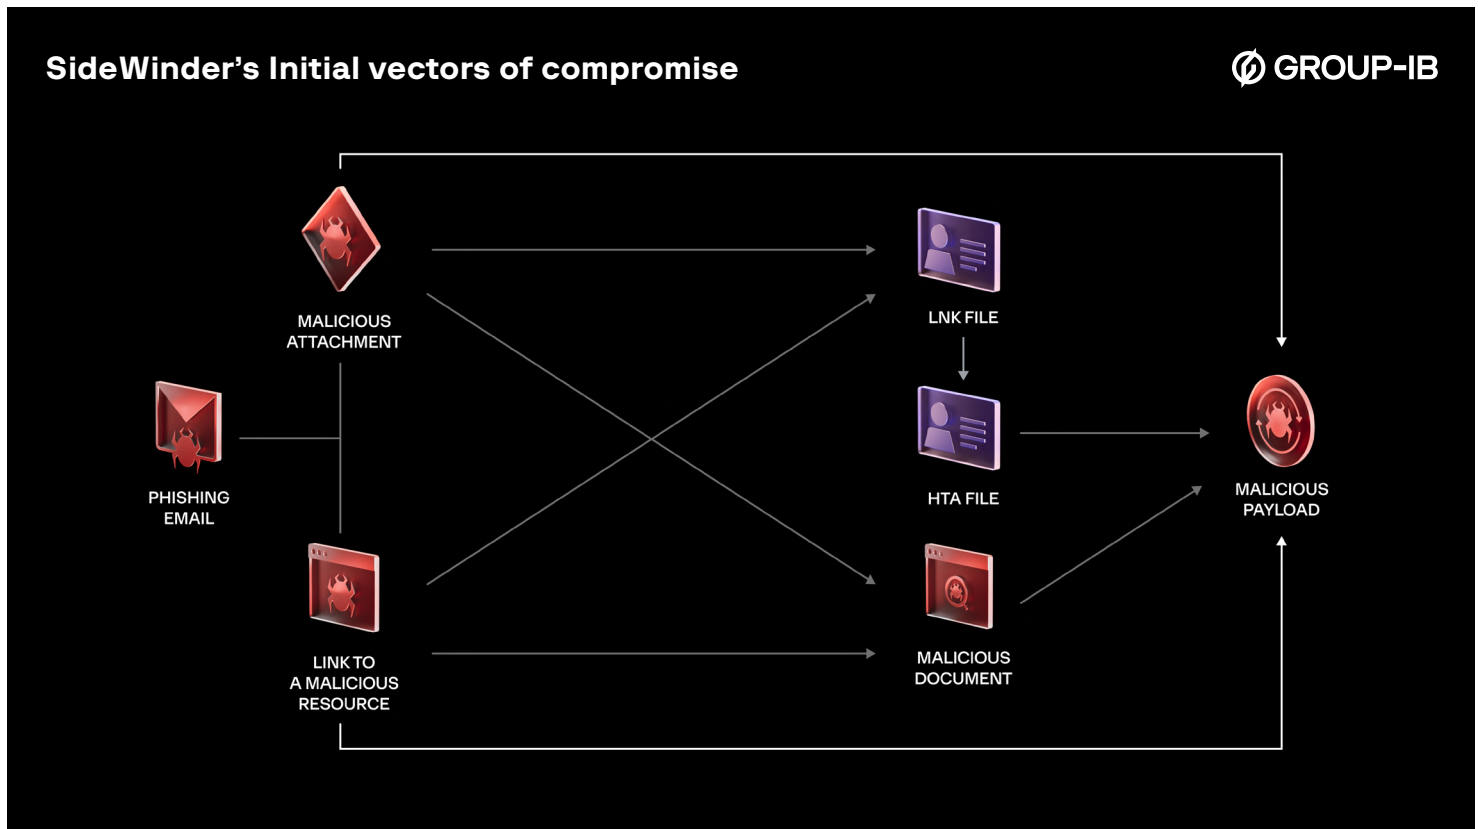 SideWinder's Initial vectors of compromise
GROUP-IB
MALICIOUS
ATTACHMENT
LNK FILE
PHISHING
EMAIL
HTA FILE
MALICIOUS
PAYLOAD
LINK TO
A MALICIOUS
RESOURCE
MALICIOUS
DOCUMENT